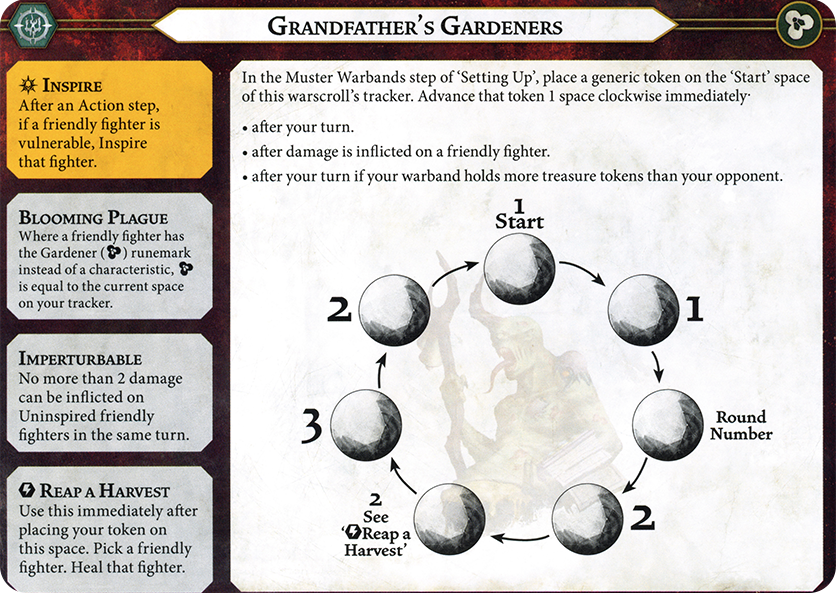 GRANDFATHER'S GARDENERS
INSPIRE
After an Action step,
if a friendly fighter is
vulnerable, Inspire
that fighter.
BLOOMING PLAGUE
Where a friendly fighter has
the Gardener ( ) runemark
instead of a characteristic,
is equal to the current space
on your tracker.
IMPERTURBABLE
No more than 2 damage
can be inflicted on
Uninspired friendly
fighters in the same turn.
REAP A HARVEST
Use this immediately after
placing your token on
this space. Pick a friendly
fighter. Heal that fighter.
In the Muster Warbands step of 'Setting Up', place a generic token on the 'Start' space
of this warscroll's tracker. Advance that token 1 space clockwise immediately·
• after your turn.
• after damage is inflicted on a friendly fighter.
• after your turn if your warband holds more treasure tokens than your opponent.
1
Start
1
Round
Number
2
2
See
'Reap a
Harvest'
3
2